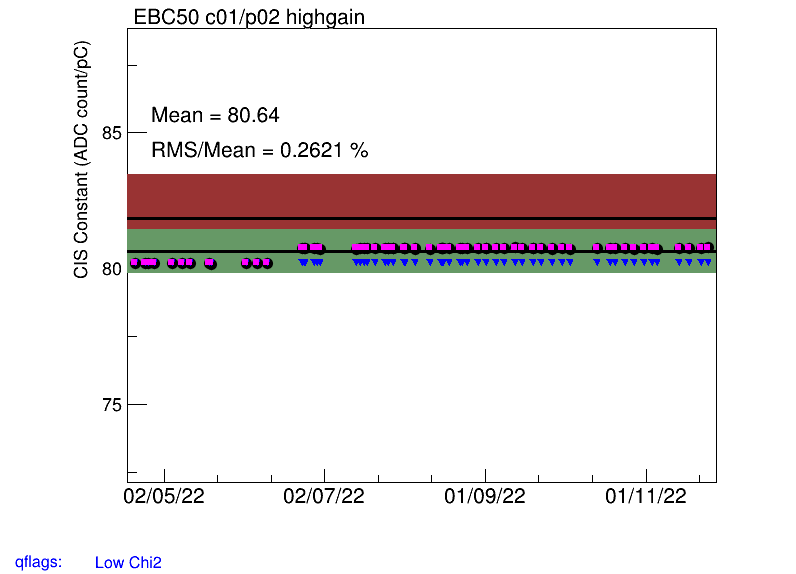 EBC50 c01/p02 highgain
CIS Constant (ADC count/pC)
Mean = 80.64
RMS/Mean = 0.2621 %
85
80
75
02/05/22 02/07/22 01/09/22 01/11/22
qflags: Low Chi2